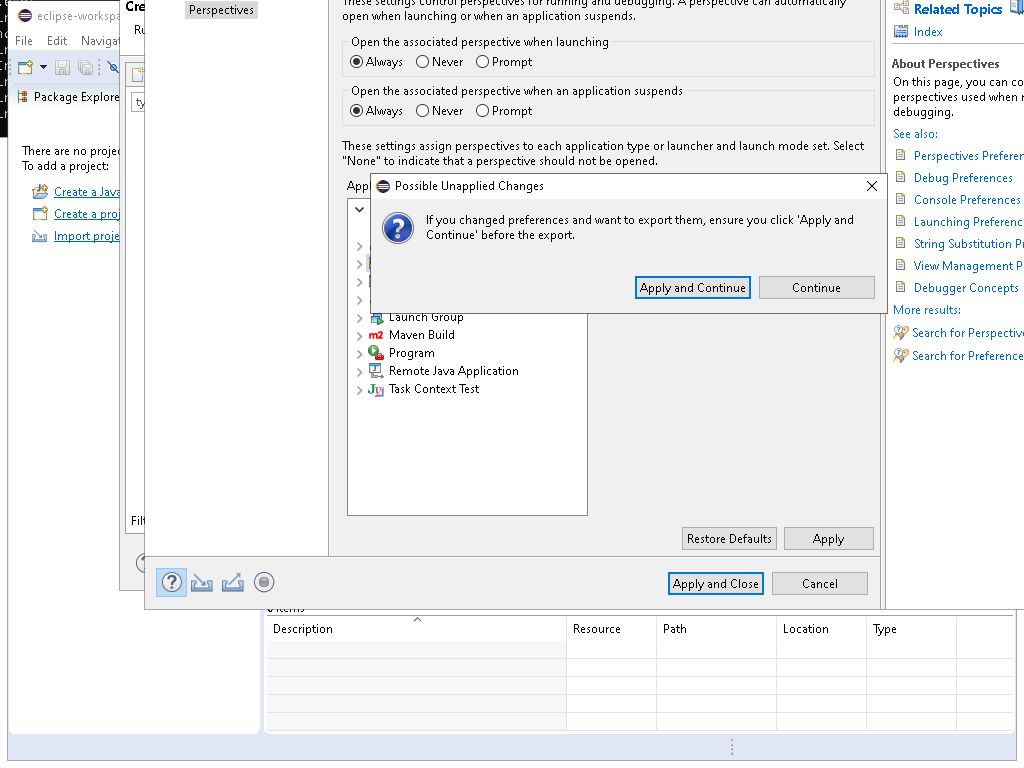 eclipse-workspa
File Edit Navigat
Package Explore
There are no projec
To add a project:
Create a Java
Create a proj
Import proje
Cre
Ru
ty
Filt
Perspectives
These settings control perspectives for running and debugging. A perspective can automatically
open when launching or when an application suspends.
Open the associated perspective when launching
Always Never Prompt
Open the associated perspective when an application suspends
Always Never Prompt
These settings assign perspectives to each application type or launcher and launch mode set. Select
"None" to indicate that a perspective should not be opened.
Appl
Possible Unapplied Changes
If you changed preferences and want to export them, ensure you click 'Apply and
Continue' before the export.
Apply and Continue Continue
Launch Group
m2 Maven Build
Program
Remote Java Application
Ju Task Context Test
Restore Defaults Apply
Apply and Close Cancel
Related Topics
Index
About Perspectives
On this page, you can co
perspectives used when r
debugging.
See also:
Perspectives Preferen
Debug Preferences
Console Preferences
Launching Preferenc
String Substitution Pr
View Management P
Debugger Concepts
More results:
Search for Perspective
Search for Preference
0 items
Description Resource Path Location Type